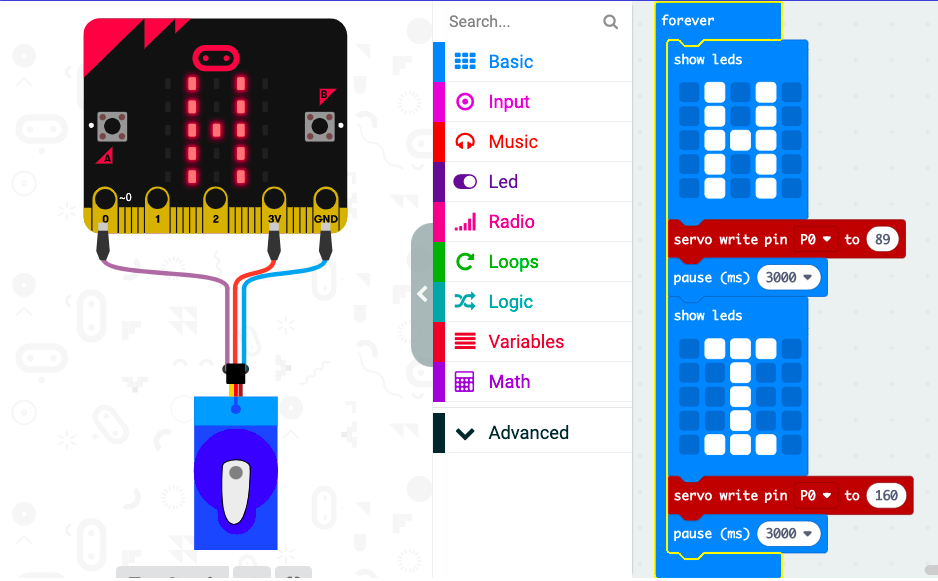 B
A
~0
0 1 2 3V GND
Search...
Basic
Input
Music
Led
Radio
Loops
Logic
Variables
Math
Advanced
forever
show leds
servo write pin P0 to 89
pause (ms) 3000
show leds
servo write pin P0 to 160
pause (ms) 3000